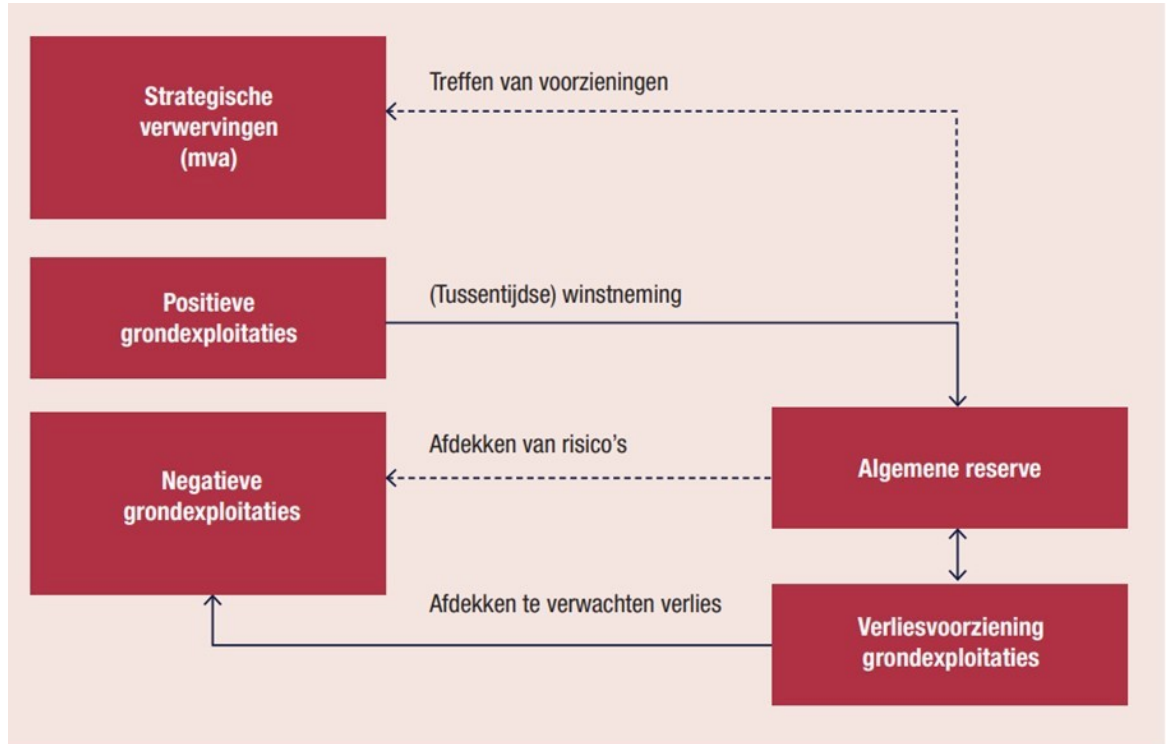 Strategische
verwervingen
(mva)
Treffen van voorzieningen
Positieve
grondexploitaties
(Tussentijdse) winstneming
Negatieve
grondexploitaties
Afdekken van risico's
Algemene reserve
Afdekken te verwachten verlies
Verliesvoorziening
grondexploitaties